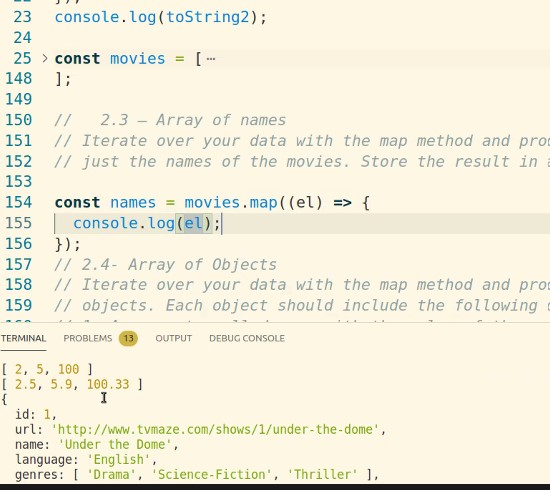 23 console.log(toString2);
24
25 const movies = [ ⋯
148 ];
149
150 // 2.3 – Array of names
151 // Iterate over your data with the map method and
152 // just the names of the movies. Store the result in
153
154 const names = movies.map((el) => {
155 console.log(el);
156 });
157 // 2.4- Array of Objects
158 // Iterate over your data with the map method and
159 // objects. Each object should include the following
TERMINAL PROBLEMS 13 OUTPUT DEBUG CONSOLE
[ 2, 5, 100 ]
[ 2.5, 5.9, 100.33 ]
{
id: 1,
url: 'http://www.tvmaze.com/shows/1/under-the-dome',
name: 'Under the Dome',
language: 'English',
genres: [ 'Drama', 'Science-Fiction', 'Thriller' ],